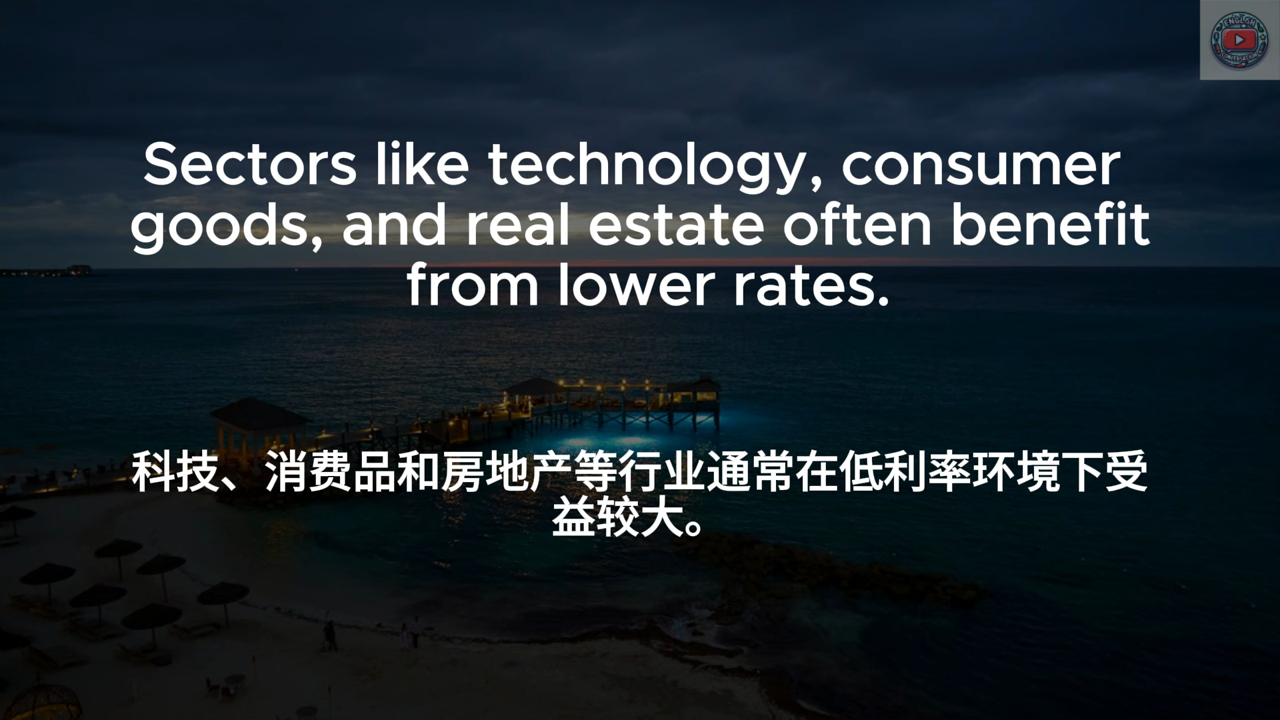 ENGLISH
Sectors like technology, consumer
goods, and real estate often benefit
from lower rates.
科技、消费品和房地产等行业通常在低利率环境下受
益较大。